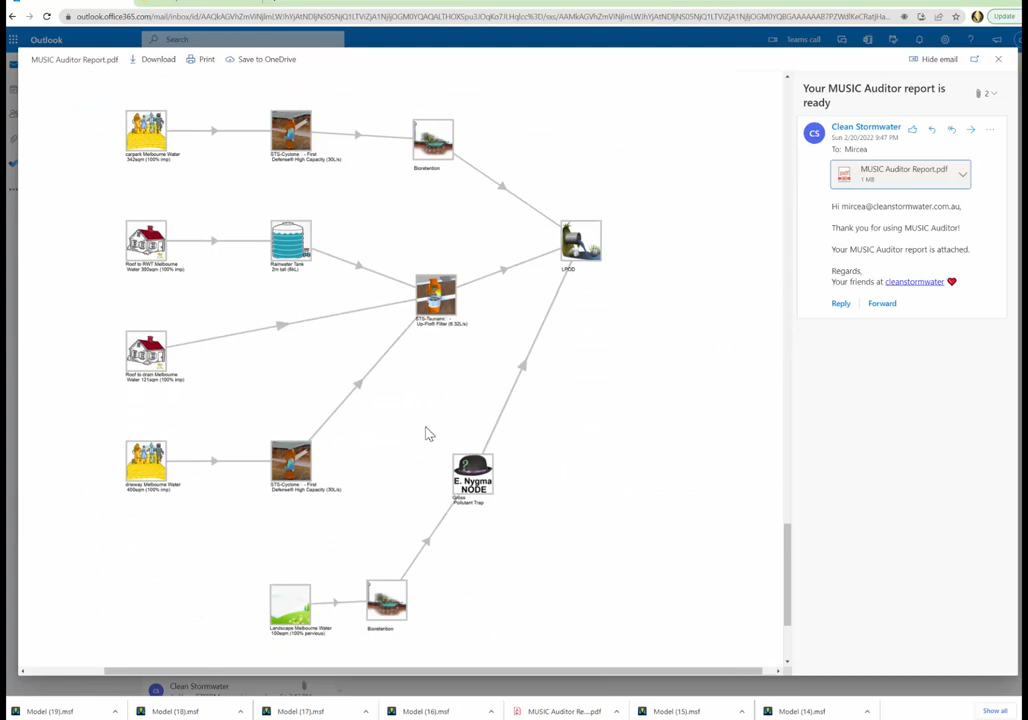 outlook.office365.com/mail/inbox/id/
Update
Outlook
Search
Teams call
MUSIC Auditor Report.pdf
Download
Print
Save to OneDrive
Hide email
Your MUSIC Auditor report is
ready
2
CS
Clean Stormwater
Sun 2/20/2022 9:47 PM
To: Mircea
MUSIC Auditor Report.pdf
1 MB
Hi mircea@cleanstormwater.com.au,
Thank you for using MUSIC Auditor!
Your MUSIC Auditor report is attached.
Regards,
Your friends at cleanstormwater ❤
Reply
Forward
carpark Melbourne Water
342sqm (100% imp)
STS-Cyclone - First
Defense® High Capacity (30L/s)
Bioretention
Roof to RWT Melbourne
Water (100% imp)
Rainwater Tank
2m tall (8kL)
LPOD
STS-Tsunami -
Up-Flo® Filter (6.32L/s)
Roof to drain Melbourne
Water 121sqm (100% imp)
driveway Melbourne Water
400sqm (100% imp)
STS-Cyclone - First
Defense® High Capacity (30L/s)
E. Nygma
NODE
Gross
Pollutant Trap
Landscape Melbourne Water
100sqm (100% pervious)
Bioretention
CS
Clean Stormwater
Model (19).msf
Model (18).msf
Model (17).msf
Model (16).msf
MUSIC Auditor Re....pdf
Model (15).msf
Model (14).msf
Show all